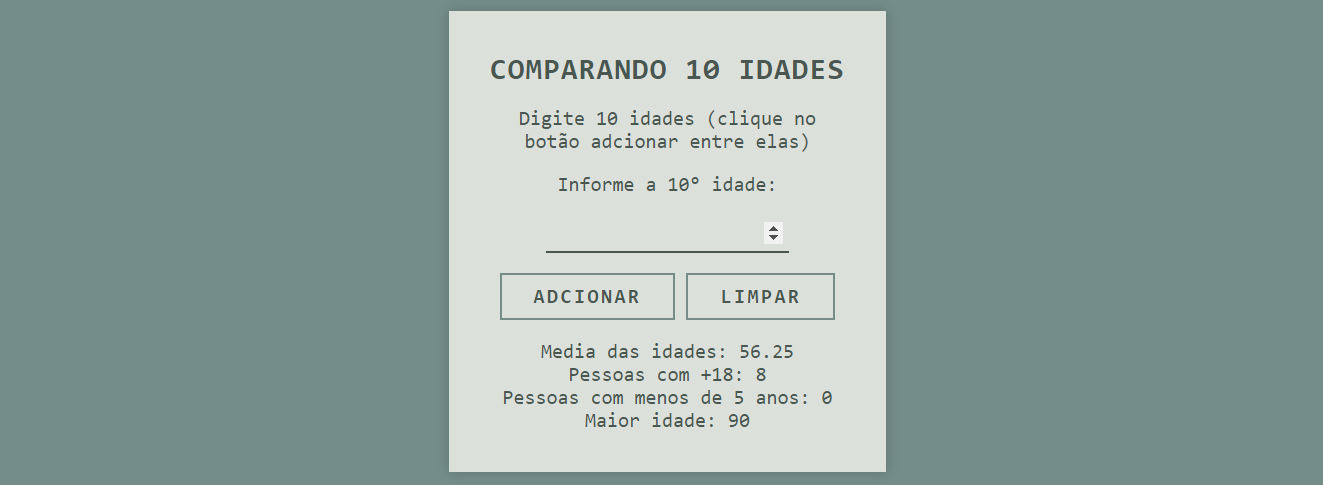 COMPARANDO 10 IDADES
Digite 10 idades (clique no
botão adcionar entre elas)
Informe a 10° idade:
ADCIONAR
LIMPAR
Media das idades: 56.25
Pessoas com +18: 8
Pessoas com menos de 5 anos: 0
Maior idade: 90